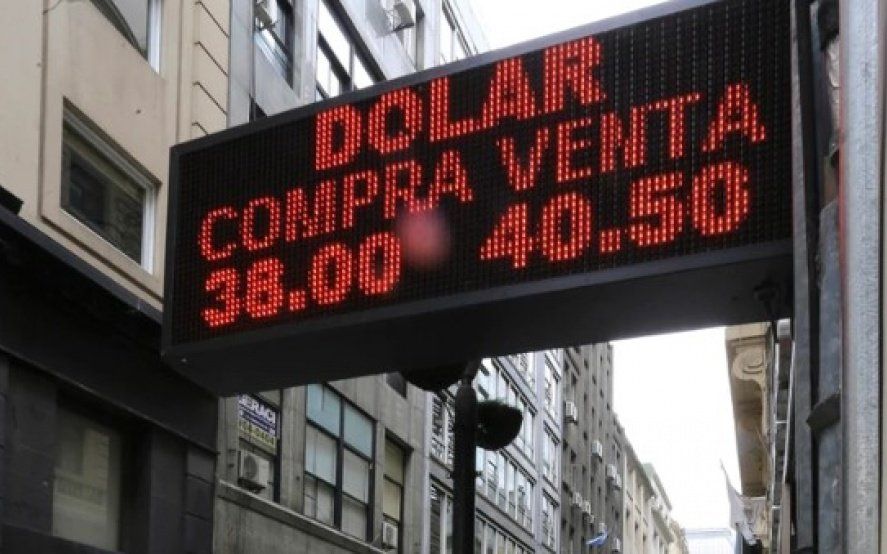 DOLAR
COMPRA VENTA
38.00 40.50